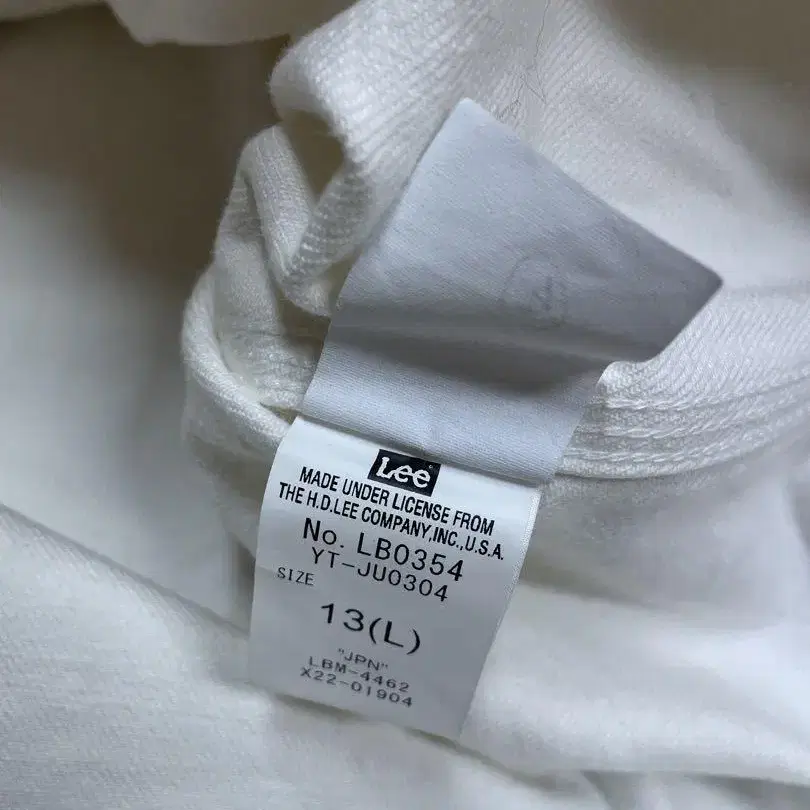 Lee
MADE UNDER LICENSE FROM
THE H.D.LEE COMPANY,INC.,U.S.A.
No. LB0354
YT-JU0304
SIZE
13(L)
"JPN"
LBM-4462
X22-01904